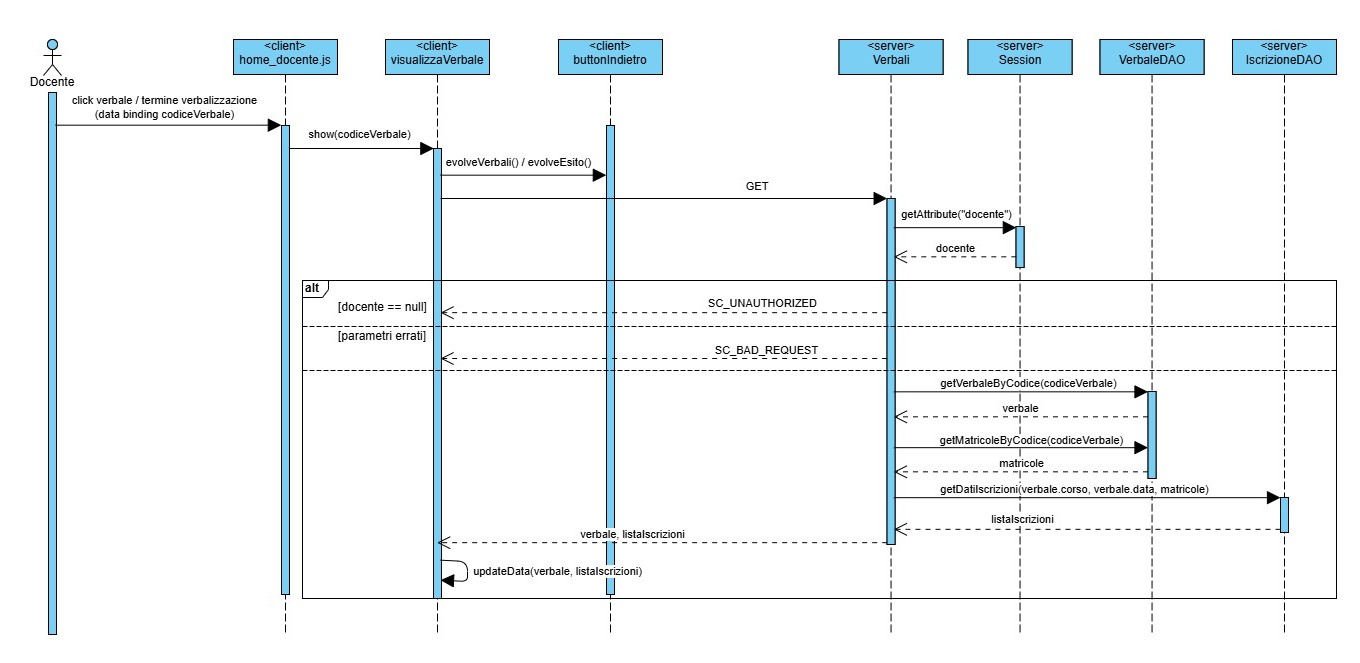 Docente
<client>
home_docente.js
<client>
visualizzaVerbale
<client>
buttonIndietro
<server>
Verbali
<server>
Session
<server>
VerbaleDAO
<server>
IscrizioneDAO
click verbale / termine verbalizzazione
(data binding codiceVerbale)
show(codiceVerbale)
evolveVerbali() / evolveEsito()
GET
getAttribute("docente")
docente
alt
[docente == null]
SC_UNAUTHORIZED
[parametri errati]
SC_BAD_REQUEST
getVerbaleByCodice(codiceVerbale)
verbale
getMatricoleByCodice(codiceVerbale)
matricole
getDatiIscrizioni(verbale.corso, verbale.data, matricole)
listaIscrizioni
verbale, listaIscrizioni
updateData(verbale, listaIscrizioni)